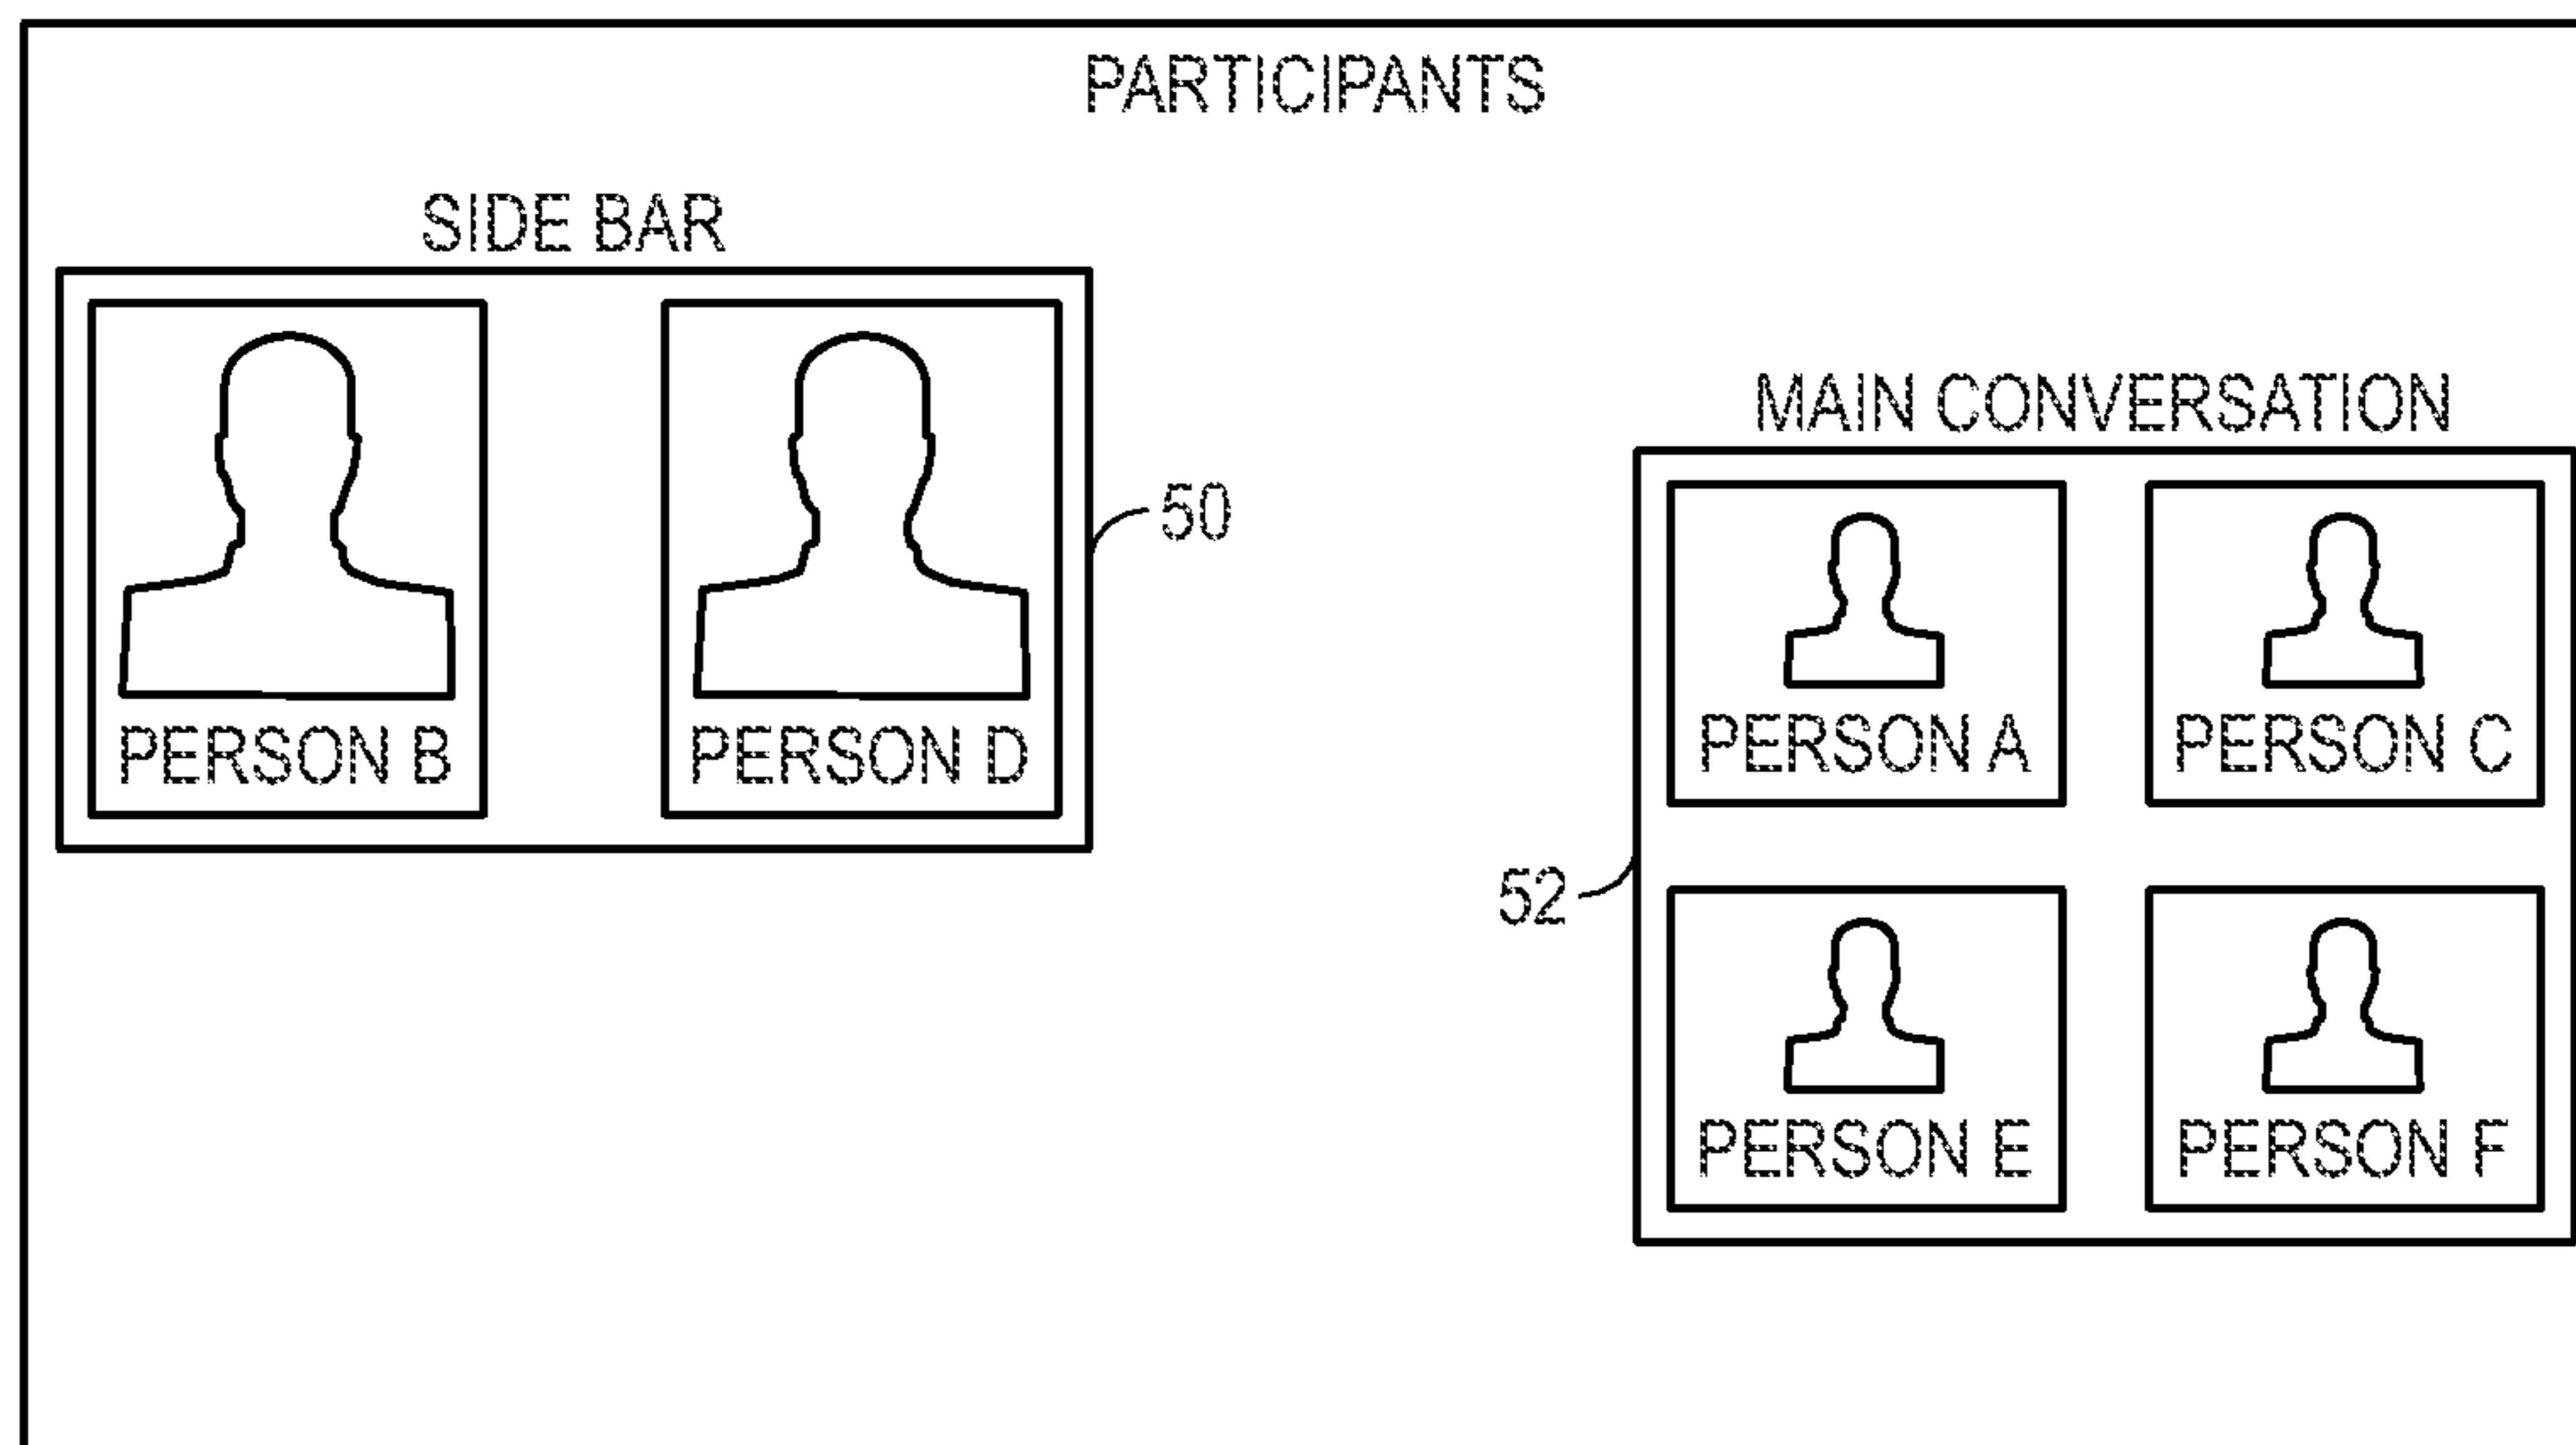 PARTICIPANTS
SIDE BAR
PERSON B
PERSON D
50
MAIN CONVERSATION
PERSON A
PERSON C
52
PERSON E
PERSON F